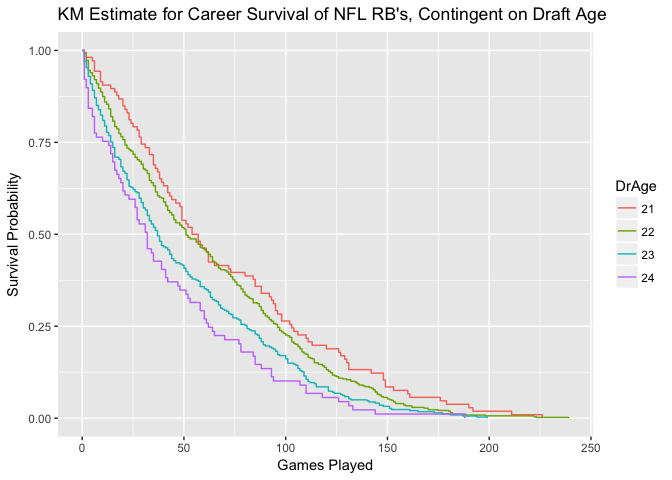 KM Estimate for Career Survival of NFL RB's, Contingent on Draft Age
1.00
0.75
0.50
0.25
0.00
Survival Probability
0 50 100 150 200 250
Games Played
DrAge
21
22
23
24